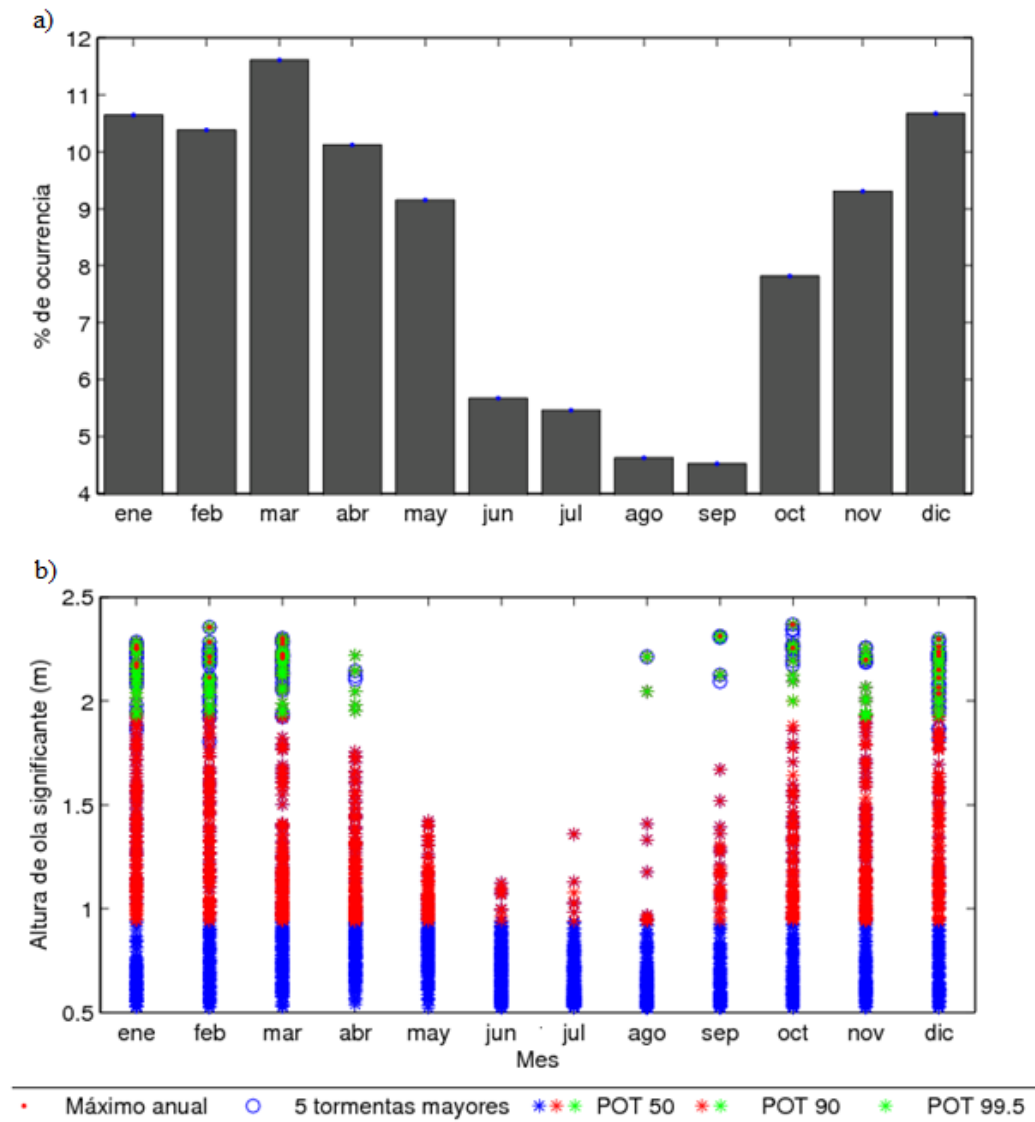 a)
12
11
10
9
8
7
6
5
4
% de ocurrencia
ene feb mar abr may jun jul ago sep oct nov dic
b)
2.5
2
1.5
1
0.5
Altura de ola significante (m)
ene feb mar abr may jun jul ago sep oct nov dic
Mes
Máximo anual 5 tormentas mayores POT 50 POT 90 POT 99.5